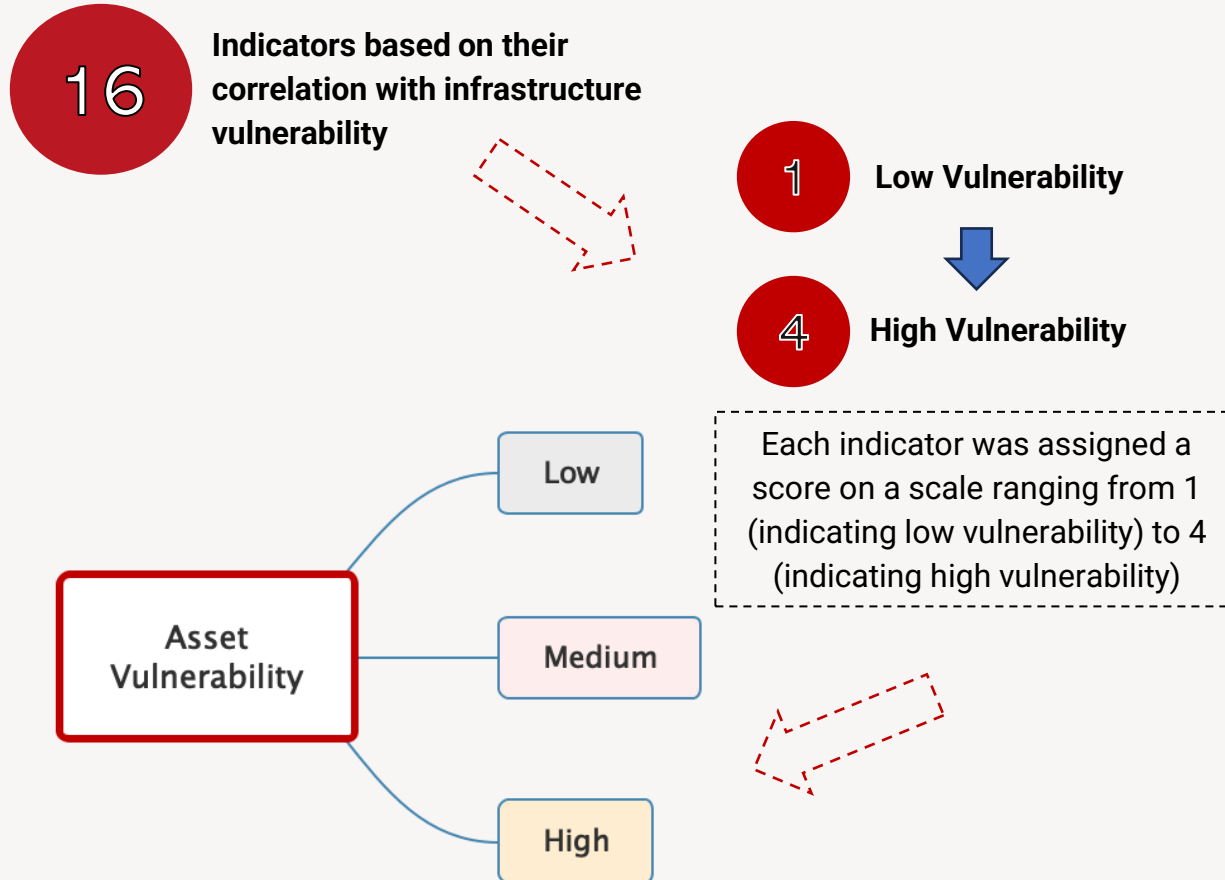 16
Indicators based on their
correlation with infrastructure
vulnerability
1
Low Vulnerability
4
High Vulnerability
Each indicator was assigned a
score on a scale ranging from 1
(indicating low vulnerability) to 4
(indicating high vulnerability)
Asset
Vulnerability
Low
Medium
High